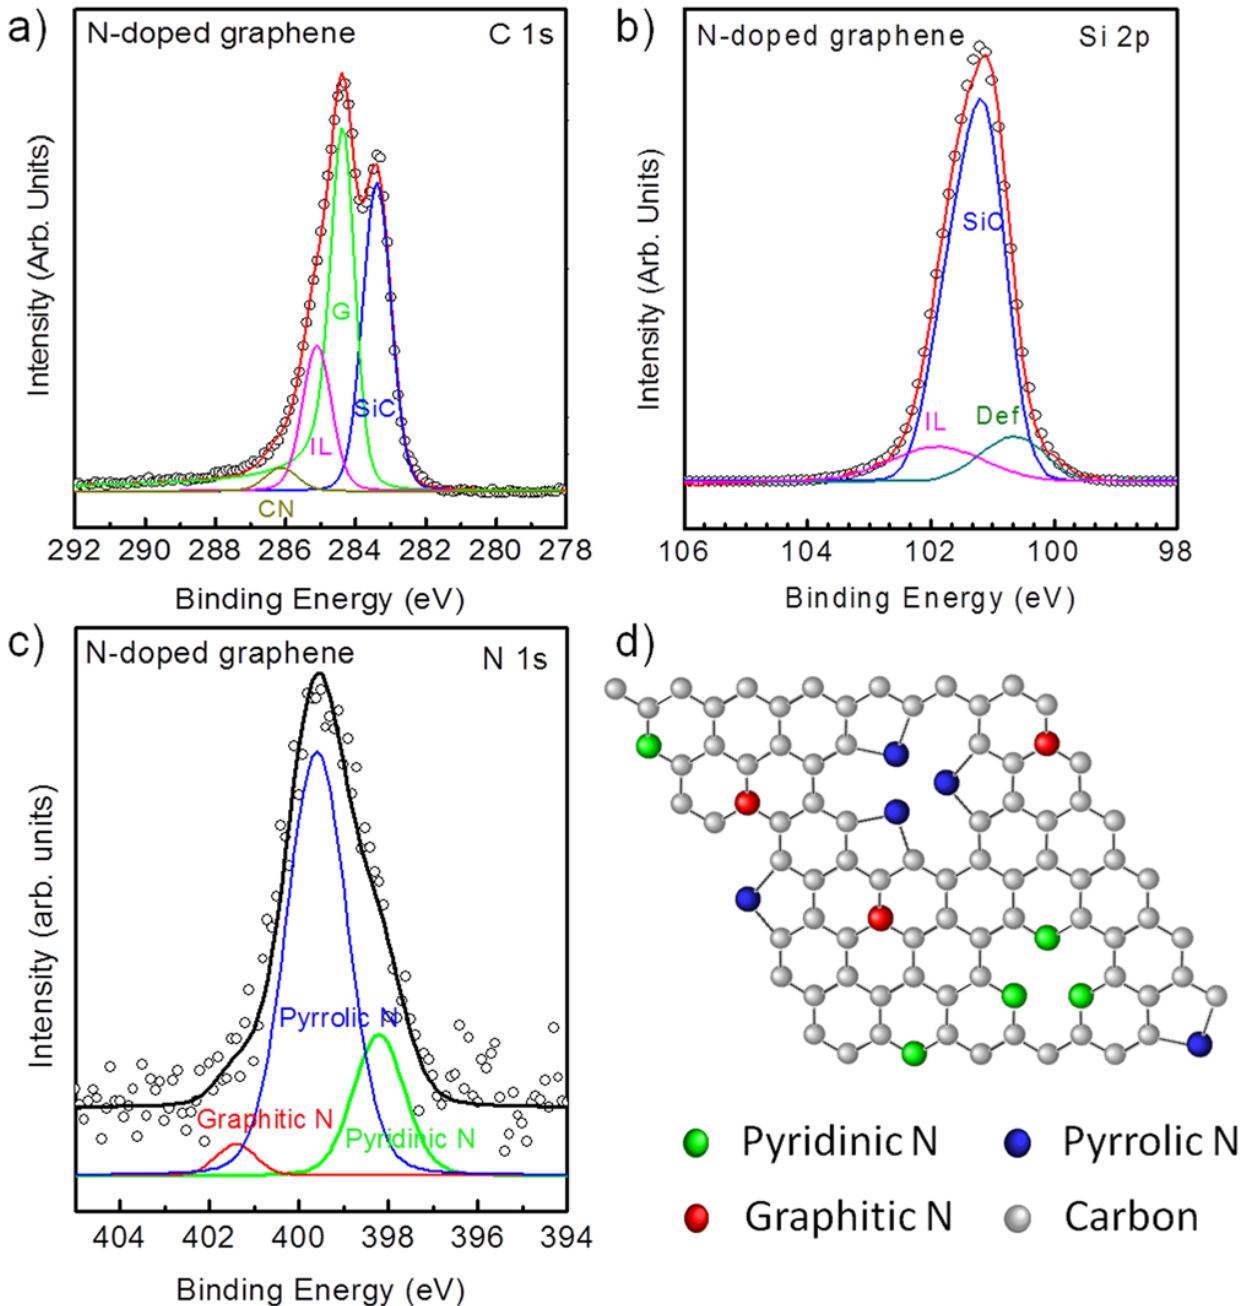 a)
N-doped graphene C 1s
Intensity (Arb. Units)
G
SiC
IL
CN
292 290 288 286 284 282 280 278
Binding Energy (eV)
b)
N-doped graphene Si 2p
Intensity (Arb. Units)
SiC
IL
Def
106 104 102 100 98
Binding Energy (eV)
c)
N-doped graphene N 1s
Intensity (arb. units)
Pyrrolic N
Graphitic N
Pyridinic N
404 402 400 398 396 394
Binding Energy (eV)
d)
Pyridinic N
Pyrrolic N
Graphitic N
Carbon